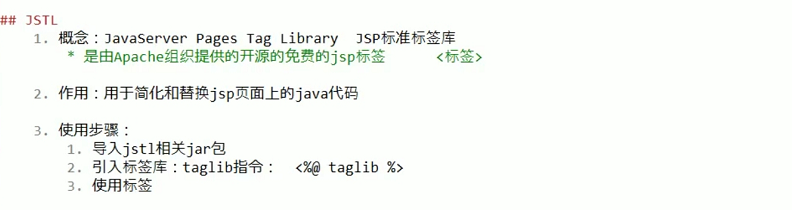 ## JSTL
1. 概念：JavaServer Pages Tag Library  JSP标准标签库
* 是由Apache组织提供的开源的免费的jsp标签      <标签>
2. 作用：用于简化和替换jsp页面上的java代码
3. 使用步骤：
1. 导入jstl相关jar包
2. 引入标签库：taglib指令：  <%@ taglib %>
3. 使用标签